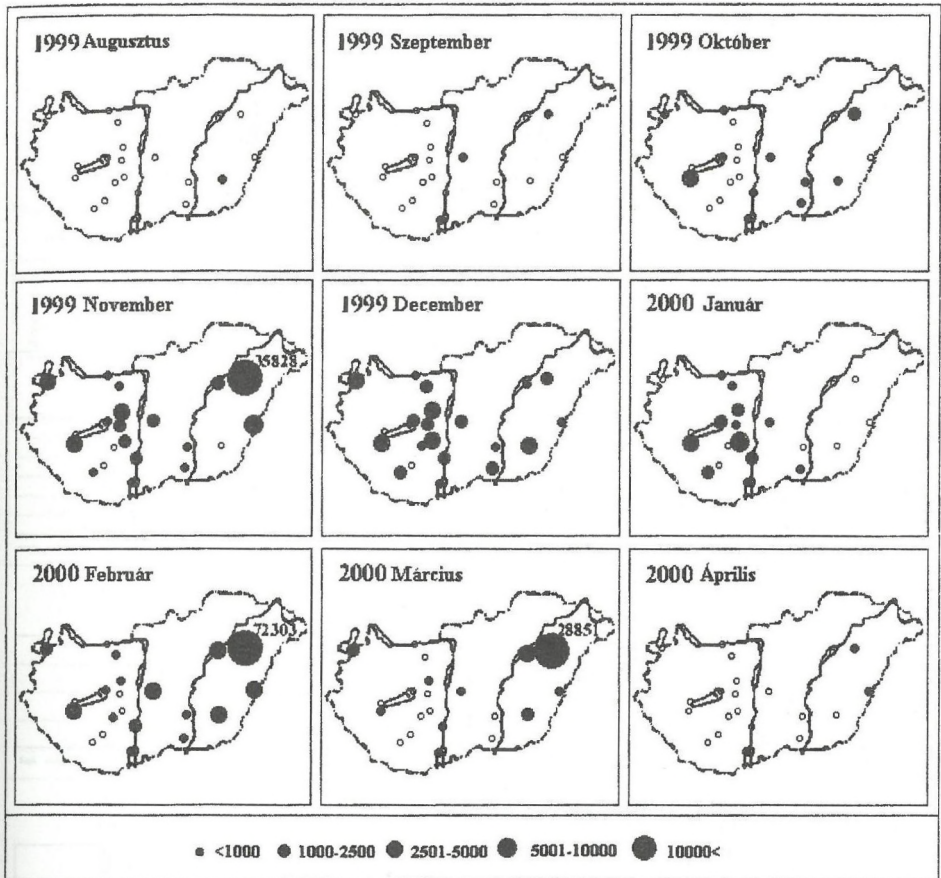 1999 Augusztus
1999 Szeptember
1999 Október
1999 November
35828
1999 December
2000 Január
2000 Február
72303
2000 Március
28851
2000 Április
<1000 1000-2500 2501-5000 5001-10000 10000<